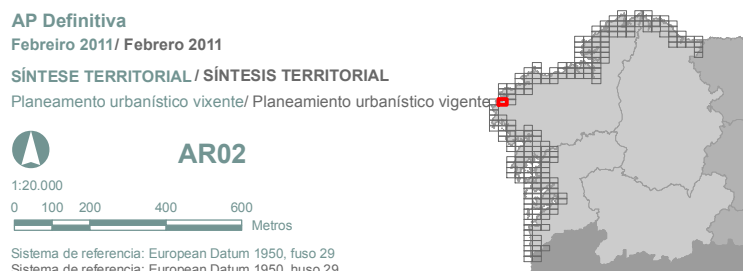 AP Definitiva
Febreiro 2011/ Febrero 2011
SÍNTESE TERRITORIAL / SÍNTESIS TERRITORIAL
Planeamento urbanístico vixente/ Planeamiento urbanístico vigente
AR02
1:20.000
0 100 200 400 600
Metros
Sistema de referencia: European Datum 1950, fuso 29
Sistema de referencia: European Datum 1950, huso 29